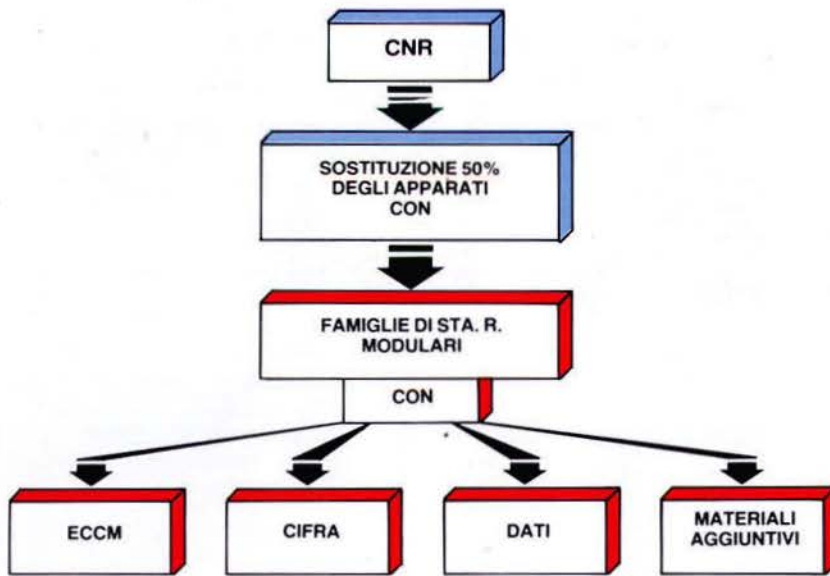 CNR
SOSTITUZIONE 50%
DEGLI APPARATI
CON
FAMIGLIE DI STA. R.
MODULARI
CON
ECCM
CIFRA
DATI
MATERIALI
AGGIUNTIVI